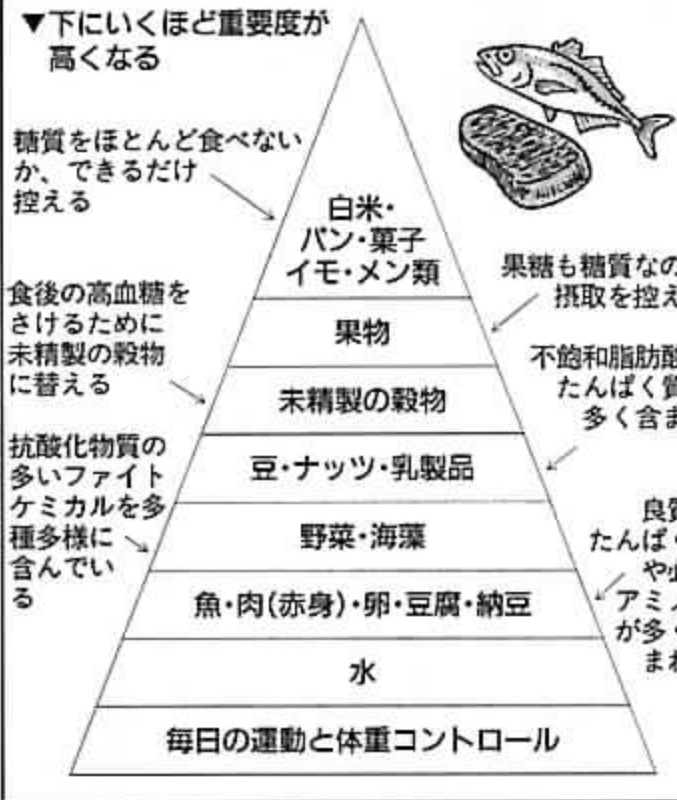 ▼下にいくほど重要度が
高くなる
糖質をほとんど食べない
か、できるだけ
控える
白米・
パン・菓子
イモ・メン類
食後の高血糖を
さけるために
未精製の穀物
に替える
果糖も糖質なの
摂取を控え
果物
不飽和脂肪酸
たんぱく質
多く含ま
未精製の穀物
抗酸化物質の
多いファイト
ケミカルを多
種多様に
含んでい
る
豆・ナッツ・乳製品
野菜・海藻
良質
たんぱく
や必
アミノ
が多く
まれ
魚・肉(赤身)・卵・豆腐・納豆
水
毎日の運動と体重コントロール